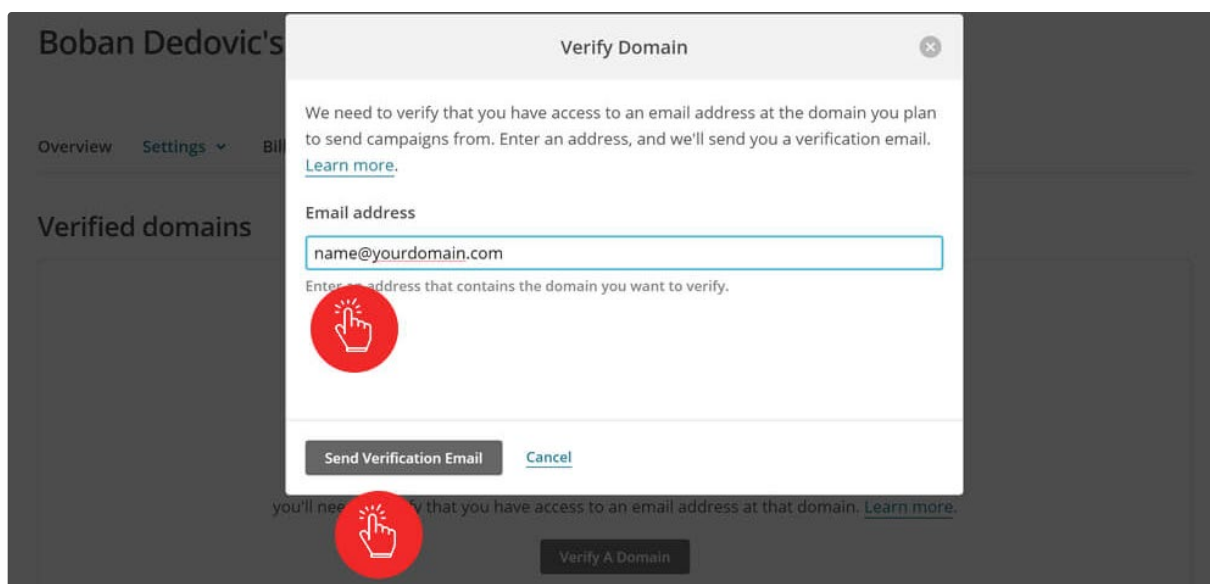 Boban Dedovic's
Verify Domain
We need to verify that you have access to an email address at the domain you plan
to send campaigns from. Enter an address, and we'll send you a verification email.
Learn more.
Overview Settings
Verified domains
Email address
name@yourdomain.com
Enter address that contains the domain you want to verify.
Send Verification Email Cancel
you'll that you have access to an email address at that domain. Learn more.
Verify A Domain